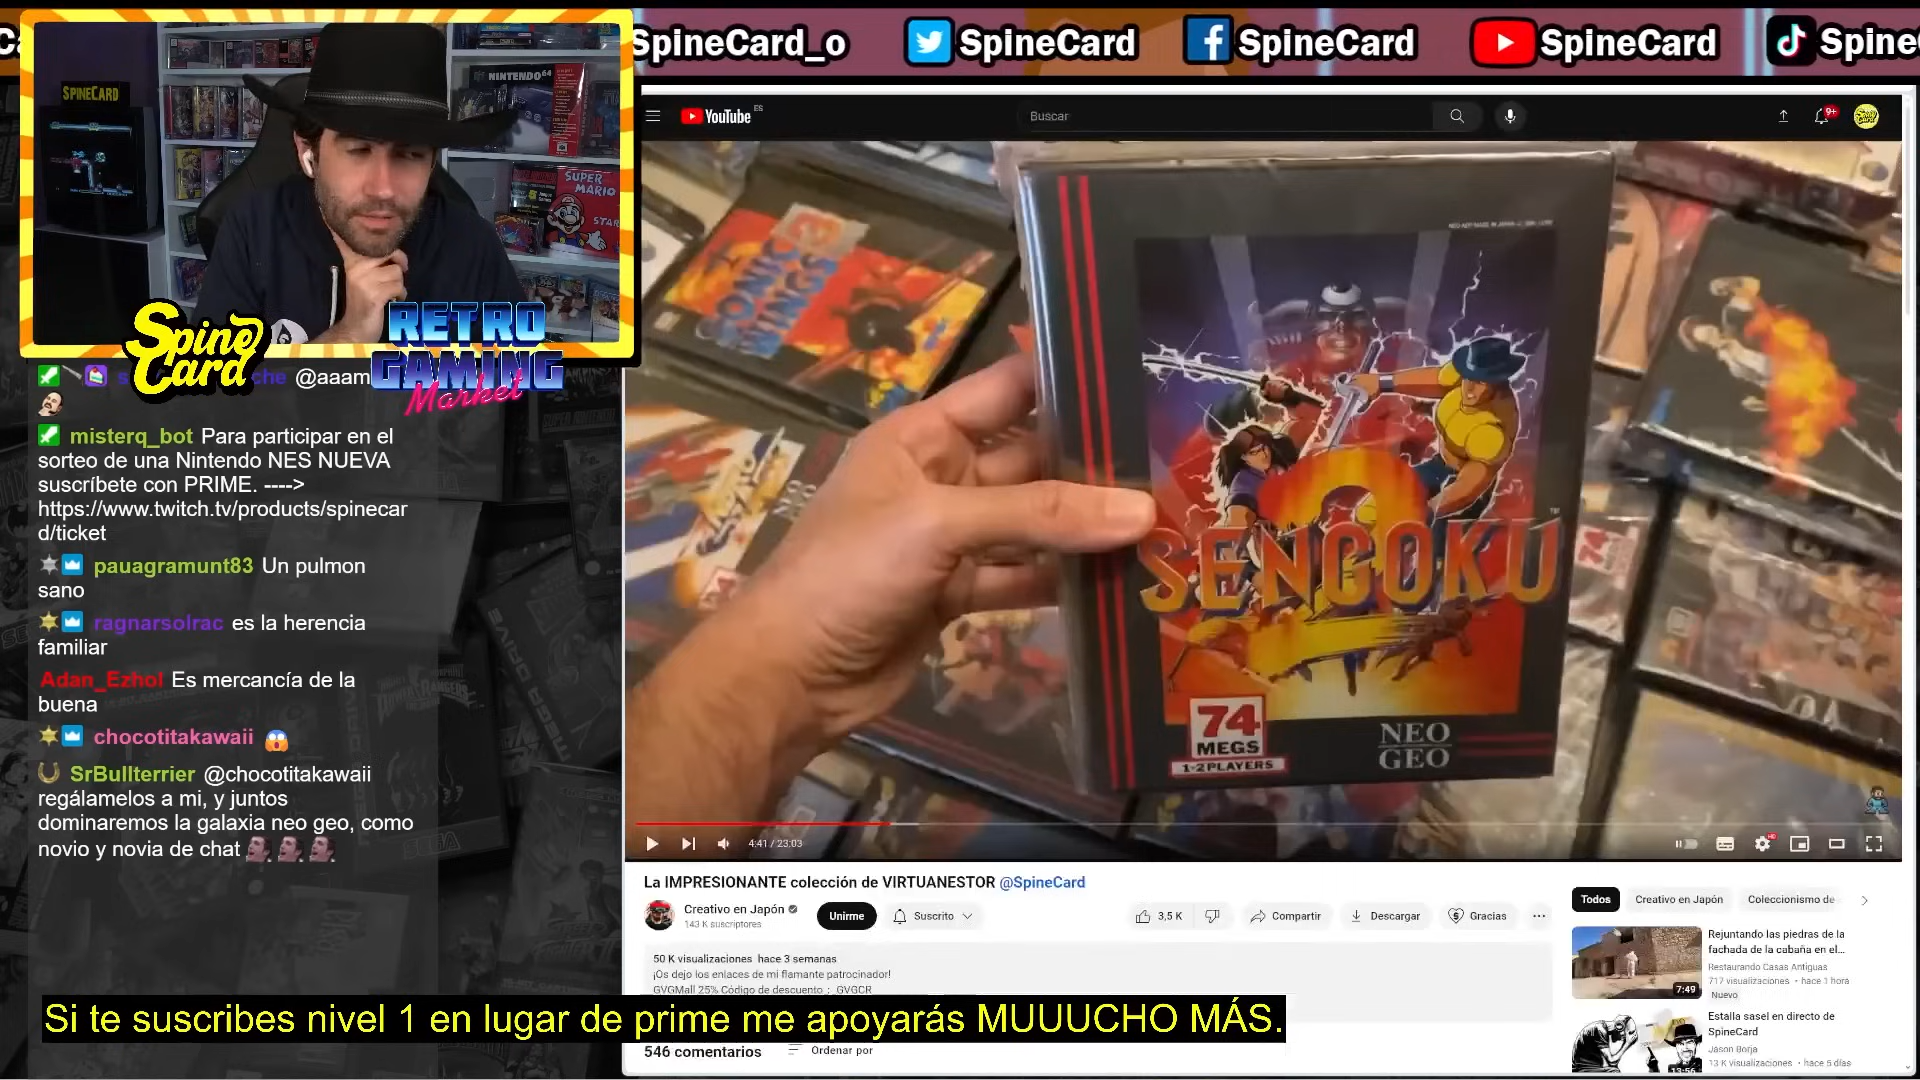 SpineCard_o
SpineCard
SpineCard
SpineCard
Spine
SPINECARD
NINTENDO 64
SUPER
MARIO
STAR
Spine
Card
RETRO
GAMING
Market
che @aaam
misterq_bot Para participar en el
sorteo de una Nintendo NES NUEVA
suscríbete con PRIME. ---->
https://www.twitch.tv/products/spinecar
d/ticket
pauagramunt83 Un pulmon
sano
ragnarsolrac es la herencia
familiar
Adan_Ezhol Es mercancía de la
buena
chocotitakawaii
SrBullterrier @chocotitakawaii
regálamelos a mi, y juntos
dominaremos la galaxia neo geo, como
novio y novia de chat
YouTube ES
Buscar
9+
SENGOKU
2
74
MEGS
1-2PLAYERS
NEO
GEO
4:41 / 23:03
HD
La IMPRESIONANTE colección de VIRTUANESTOR @SpineCard
Creativo en Japón
143 K suscriptores
Unirme
Suscrito
3,5 K
Compartir
Descargar
Gracias
50 K visualizaciones hace 3 semanas
¡Os dejo los enlaces de mi flamante patrocinador!
GVGMall 25% Código de descuento : GVGCR
Si te suscribes nivel 1 en lugar de prime me apoyarás MUUUCHO MÁS.
546 comentarios
Ordenar por
Todos
Creativo en Japón
Coleccionismo de
Rejuntando las piedras de la
fachada de la cabaña en el...
Restaurando Casas Antiguas
717 visualizaciones • hace 1 hora
Nuevo
7:49
Estalla sasel en directo de
SpineCard
Jason Borja
13 K visualizaciones • hace 5 días
13:56